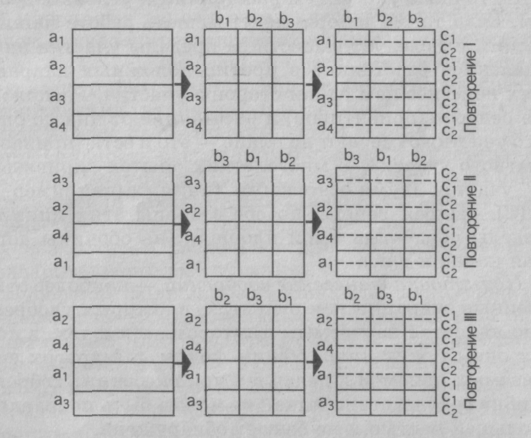 b₁ b₂ b₃ b₁ b₂ b₃
a₁ a₁ a₁ c₁
c₂
a₂ a₂ a₂ c₁
c₂
a₃ a₃ a₃ c₁
c₂
a₄ a₄ a₄ c₁
c₂
Повторение I
b₃ b₁ b₂ b₃ b₁ b₂
a₃ a₃ a₃ c₂
c₁
a₂ a₂ a₂ c₂
c₁
a₄ a₄ a₄ c₂
c₁
a₁ a₁ a₁ c₂
c₁
Повторение II
b₂ b₃ b₁ b₂ b₃ b₁
a₂ a₂ a₂ c₁
c₂
a₄ a₄ a₄ c₁
c₂
a₁ a₁ a₁ c₁
c₂
a₃ a₃ a₃ c₁
c₂
Повторение III